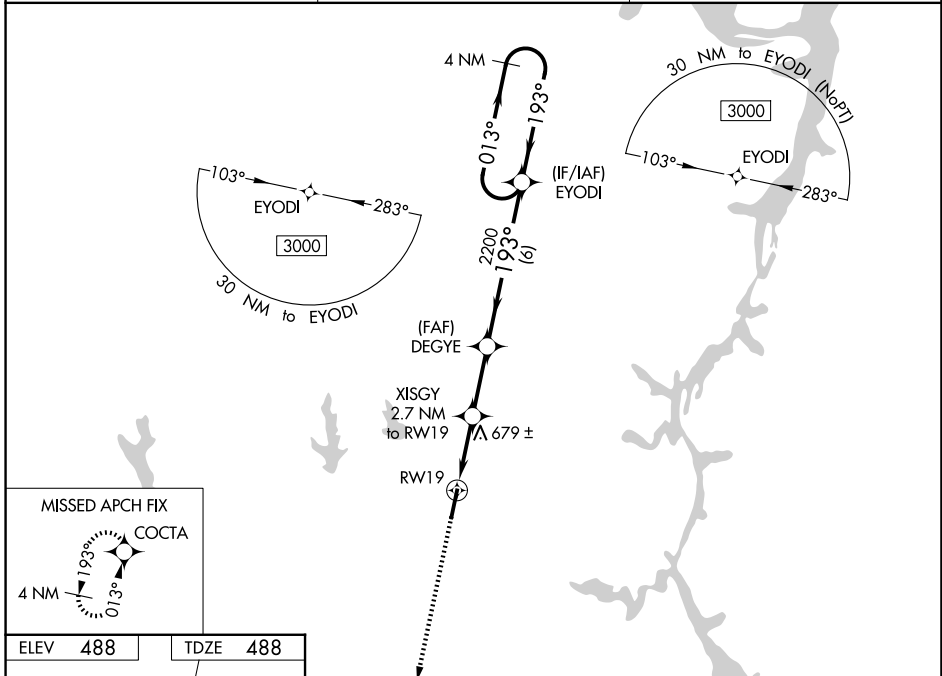 4 NM
013°
193°
(IF/IAF)
EYODI
30 NM to EYODI (NoPT)
3000
103°
EYODI
283°
103°
EYODI
283°
3000
30 NM to EYODI
2200
193°
(6)
(FAF)
DEGYE
XISGY
2.7 NM
to RW19
679 ±
RW19
MISSED APCH FIX
COCTA
193°
013°
4 NM
ELEV 488
TDZE 488